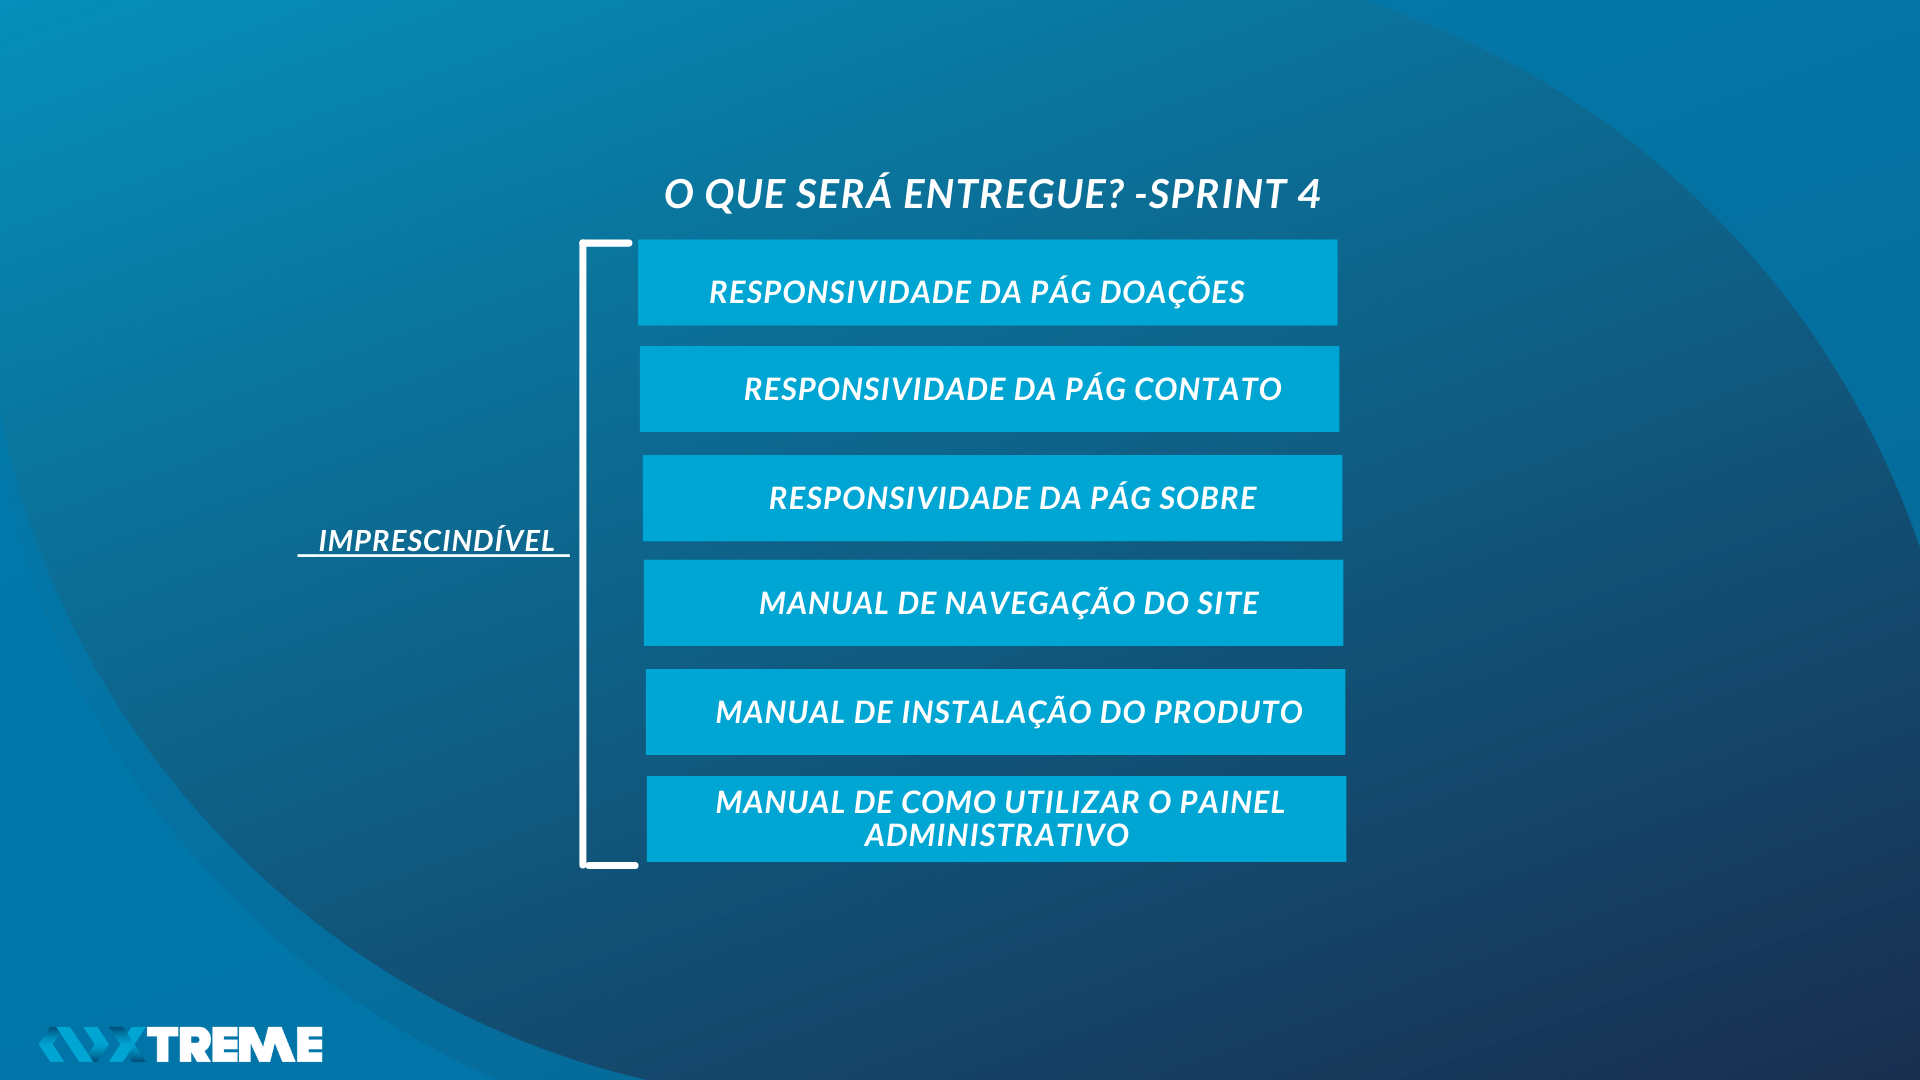 O QUE SERÁ ENTREGUE? -SPRINT 4
RESPONSIVIDADE DA PÁG DOAÇÕES
RESPONSIVIDADE DA PÁG CONTATO
RESPONSIVIDADE DA PÁG SOBRE
IMPRESCINDÍVEL
MANUAL DE NAVEGAÇÃO DO SITE
MANUAL DE INSTALAÇÃO DO PRODUTO
MANUAL DE COMO UTILIZAR O PAINEL
ADMINISTRATIVO
XTREME